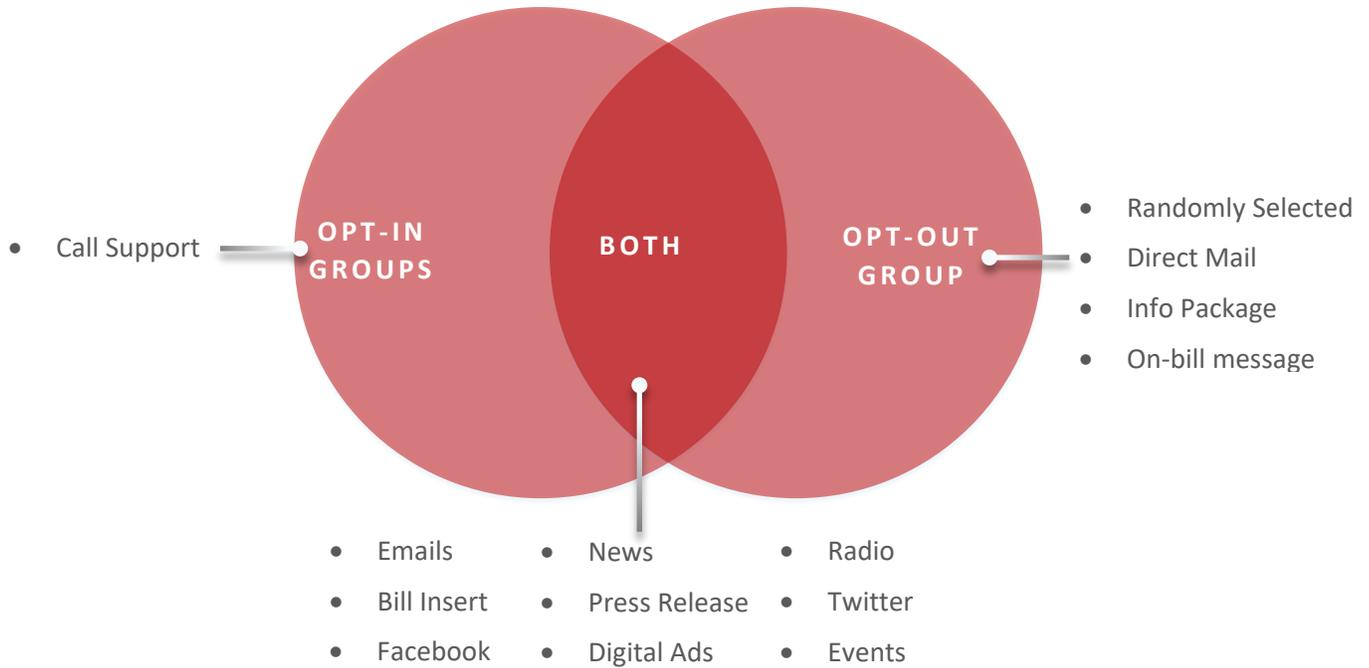 Call Support
OPT-IN
GROUPS
BOTH
OPT-OUT
GROUP
Randomly Selected
Direct Mail
Info Package
On-bill message
Emails
Bill Insert
Facebook
News
Press Release
Digital Ads
Radio
Twitter
Events